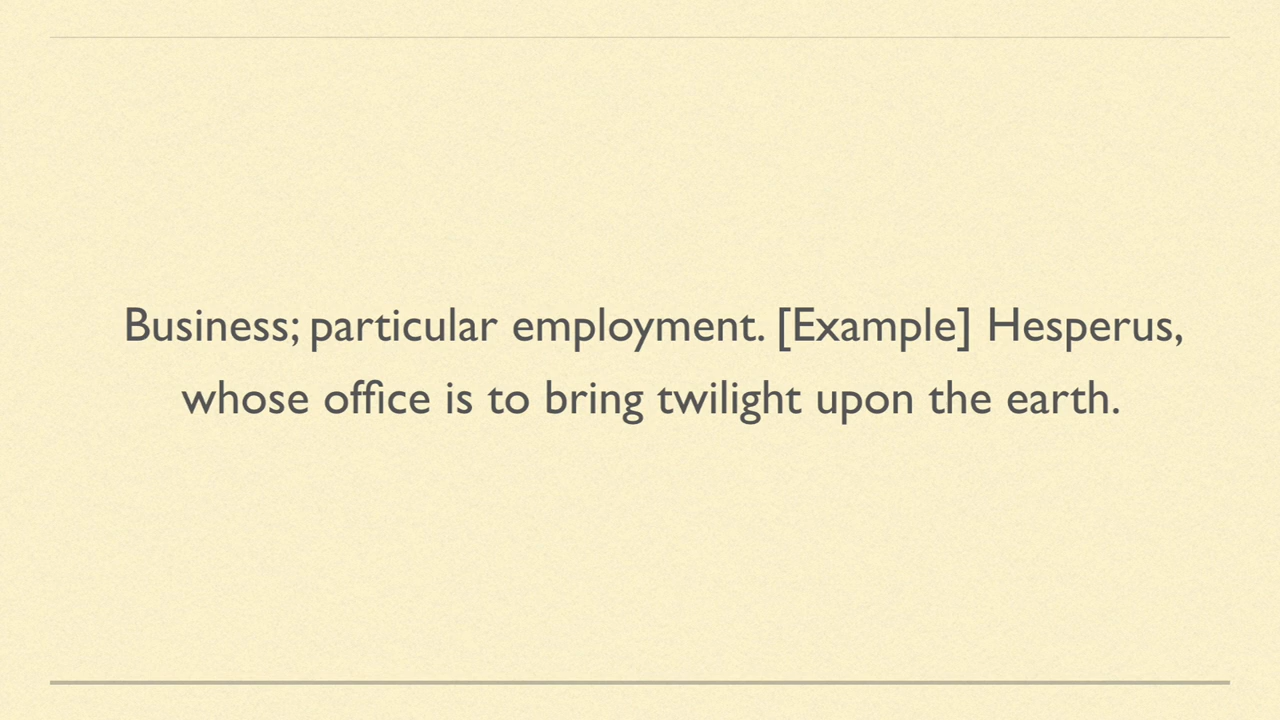 Business; particular employment. [Example] Hesperus,
whose office is to bring twilight upon the earth.